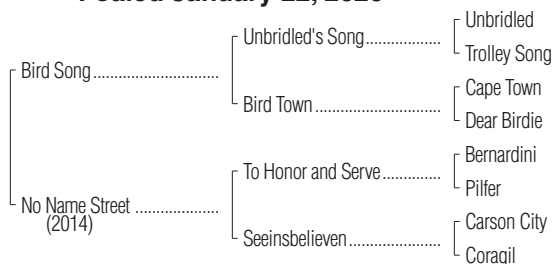 Foaled January 22,
Unbridled
Unbridled's Song..................
Trolley Song
Bird Song..............................
Cape Town
Bird Town..............................
Dear Birdie
Bernardini
To Honor and Serve..............
Pilfer
No Name Street ....................
(2014)
Carson City
Seeinsbelieven......................
Coragil